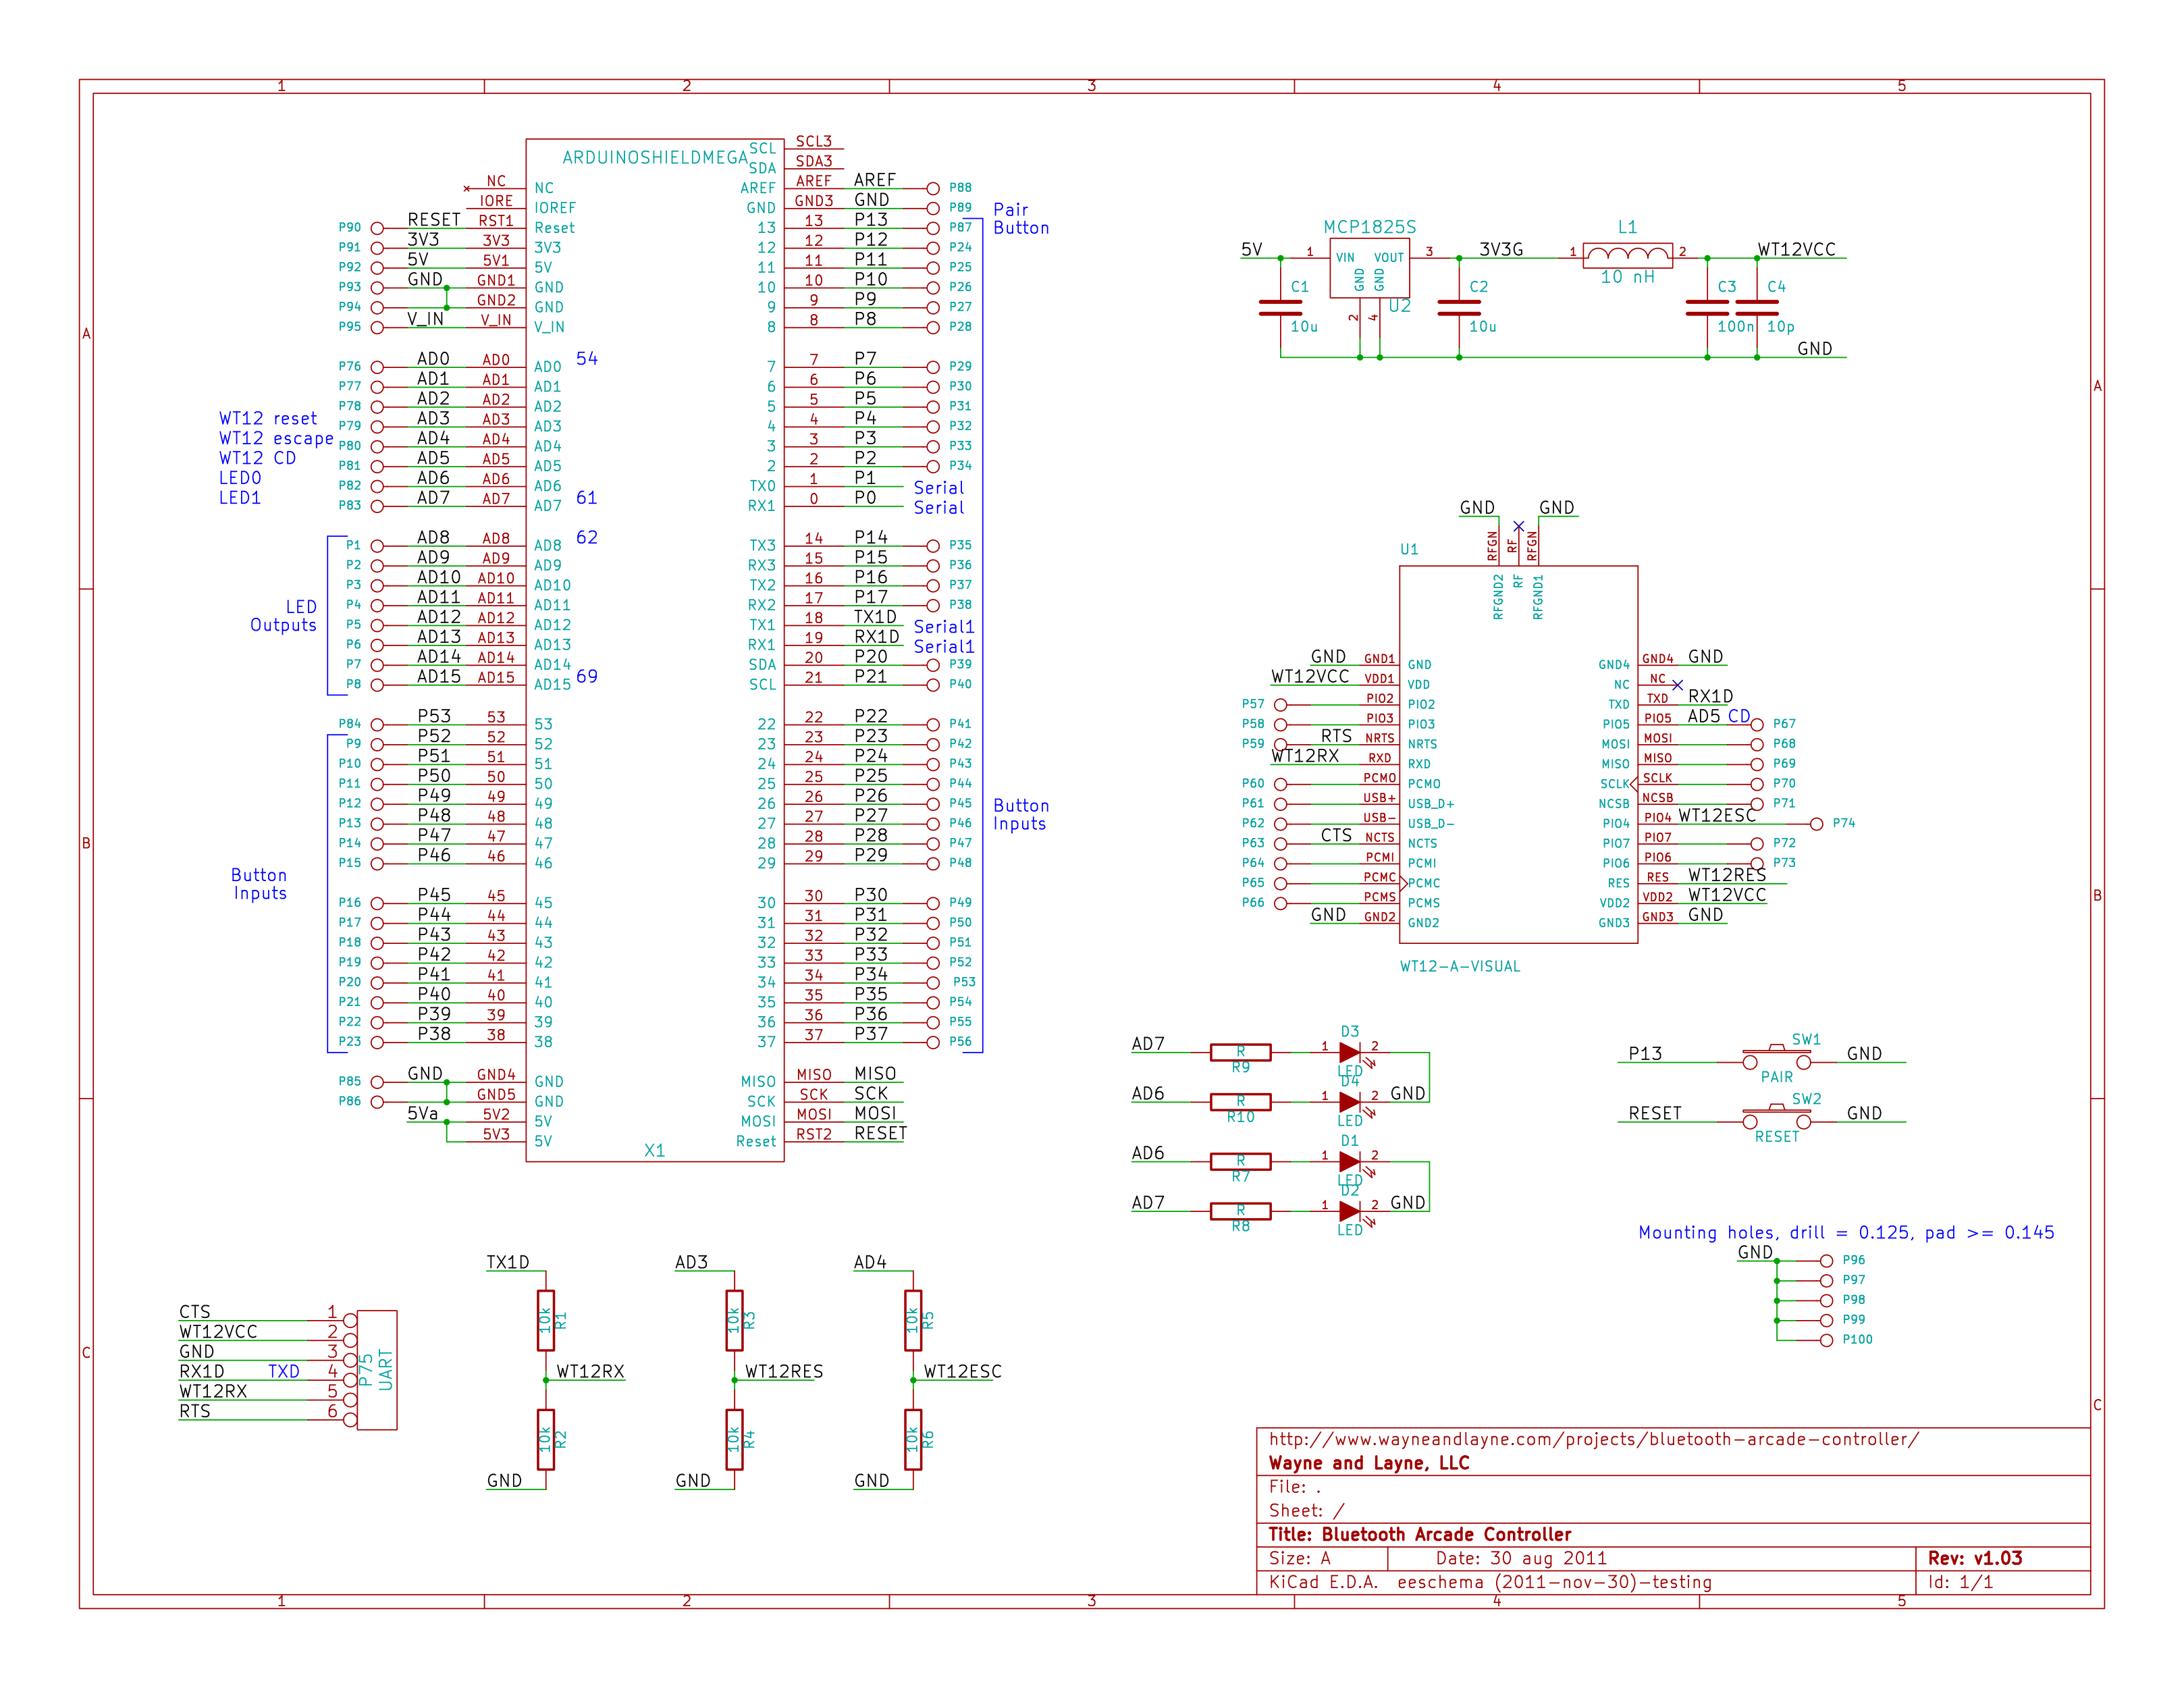 1 2 3 4 5
A
B
C
ARDUINOSHIELDMEGA
SCL SCL3
SDA SDA3
NC NC AREF AREF AREF P88
IORE IOREF GND GND3 GND P89
P90 RESET RST1 Reset 13 13 P13 P87
P91 3V3 3V3 3V3 12 12 P12 P24
P92 5V 5V1 5V 11 11 P11 P25
P93 GND GND1 GND 10 10 P10 P26
P94 GND2 GND 9 9 P9 P27
P95 V_IN V_IN V_IN 8 8 P8 P28
Pair
Button
P76 AD0 AD0 AD0 54 7 7 P7 P29
P77 AD1 AD1 AD1 6 6 P6 P30
P78 AD2 AD2 AD2 5 5 P5 P31
WT12 reset P79 AD3 AD3 AD3 4 4 P4 P32
WT12 escape P80 AD4 AD4 AD4 3 3 P3 P33
WT12 CD P81 AD5 AD5 AD5 2 2 P2 P34
LED0 P82 AD6 AD6 AD6 TX0 1 P1 Serial
LED1 P83 AD7 AD7 AD7 61 RX1 0 P0 Serial
P1 AD8 AD8 AD8 62 TX3 14 P14 P35
P2 AD9 AD9 AD9 RX3 15 P15 P36
P3 AD10 AD10 AD10 TX2 16 P16 P37
P4 AD11 AD11 AD11 RX2 17 P17 P38
P5 AD12 AD12 AD12 TX1 18 TX1D Serial1
P6 AD13 AD13 AD13 RX1 19 RX1D Serial1
P7 AD14 AD14 AD14 SDA 20 P20 P39
P8 AD15 AD15 AD15 69 SCL 21 P21 P40
LED
Outputs
P84 P53 53 53 22 22 P22 P41
P9 P52 52 52 23 23 P23 P42
P10 P51 51 51 24 24 P24 P43
P11 P50 50 50 25 25 P25 P44
P12 P49 49 49 26 26 P26 P45
P13 P48 48 48 27 27 P27 P46
P14 P47 47 47 28 28 P28 P47
P15 P46 46 46 29 29 P29 P48
Button
Inputs
Button
Inputs
P16 P45 45 45 30 30 P30 P49
P17 P44 44 44 31 31 P31 P50
P18 P43 43 43 32 32 P32 P51
P19 P42 42 42 33 33 P33 P52
P20 P41 41 41 34 34 P34 P53
P21 P40 40 40 35 35 P35 P54
P22 P39 39 39 36 36 P36 P55
P23 P38 38 38 37 37 P37 P56
P85 GND GND4 GND MISO MISO MISO
P86 GND5 GND SCK SCK SCK
5Va 5V2 5V MOSI MOSI MOSI
5V3 5V Reset RST2 RESET
X1
MCP1825S
5V 1 VIN VOUT 3 3V3G 1 L1 2 WT12VCC
10 nH
GND GND
2 4 U2
C1 10u
C2 10u
C3 100n
C4 10p
GND
GND GND
RFGN RF RFGN
U1
RFGND2 RF RFGND1
GND GND1 GND GND4 GND4 GND
WT12VCC VDD1 VDD NC NC
P57 PIO2 PIO2 TXD TXD RX1D
P58 PIO3 PIO3 PIO5 PIO5 AD5 CD P67
P59 RTS NRTS NRTS MOSI MOSI P68
WT12RX RXD RXD MISO MISO P69
P60 PCMO PCMO SCLK SCLK P70
P61 USB+ USB_D+ NCSB NCSB P71
P62 USB- USB_D- PIO4 PIO4 WT12ESC P74
P63 CTS NCTS NCTS PIO7 PIO7 P72
P64 PCMI PCMI PIO6 PIO6 P73
P65 PCMC PCMC RES RES WT12RES
P66 PCMS PCMS VDD2 VDD2 WT12VCC
GND GND2 GND2 GND3 GND3 GND
WT12-A-VISUAL
AD7 R R9 1 D3 2 LED
AD6 R R10 1 D4 2 LED GND
AD6 R R7 1 D1 2 LED
AD7 R R8 1 D2 2 LED GND
P13 SW1 GND
PAIR
RESET SW2 GND
RESET
Mounting holes, drill = 0.125, pad >= 0.145
GND P96
P97
P98
P99
P100
CTS 1
WT12VCC 2
GND 3
RX1D TXD 4
WT12RX 5
RTS 6
P75
UART
TX1D
10k R1
WT12RX
10k R2
GND
AD3
10k R3
WT12RES
10k R4
GND
AD4
10k R5
WT12ESC
10k R6
GND
http://www.wayneandlayne.com/projects/bluetooth-arcade-controller/
Wayne and Layne, LLC
File: .
Sheet: /
Title: Bluetooth Arcade Controller
Size: A Date: 30 aug 2011 Rev: v1.03
KiCad E.D.A. eeschema (2011-nov-30)-testing Id: 1/1
A
B
C
1 2 3 4 5